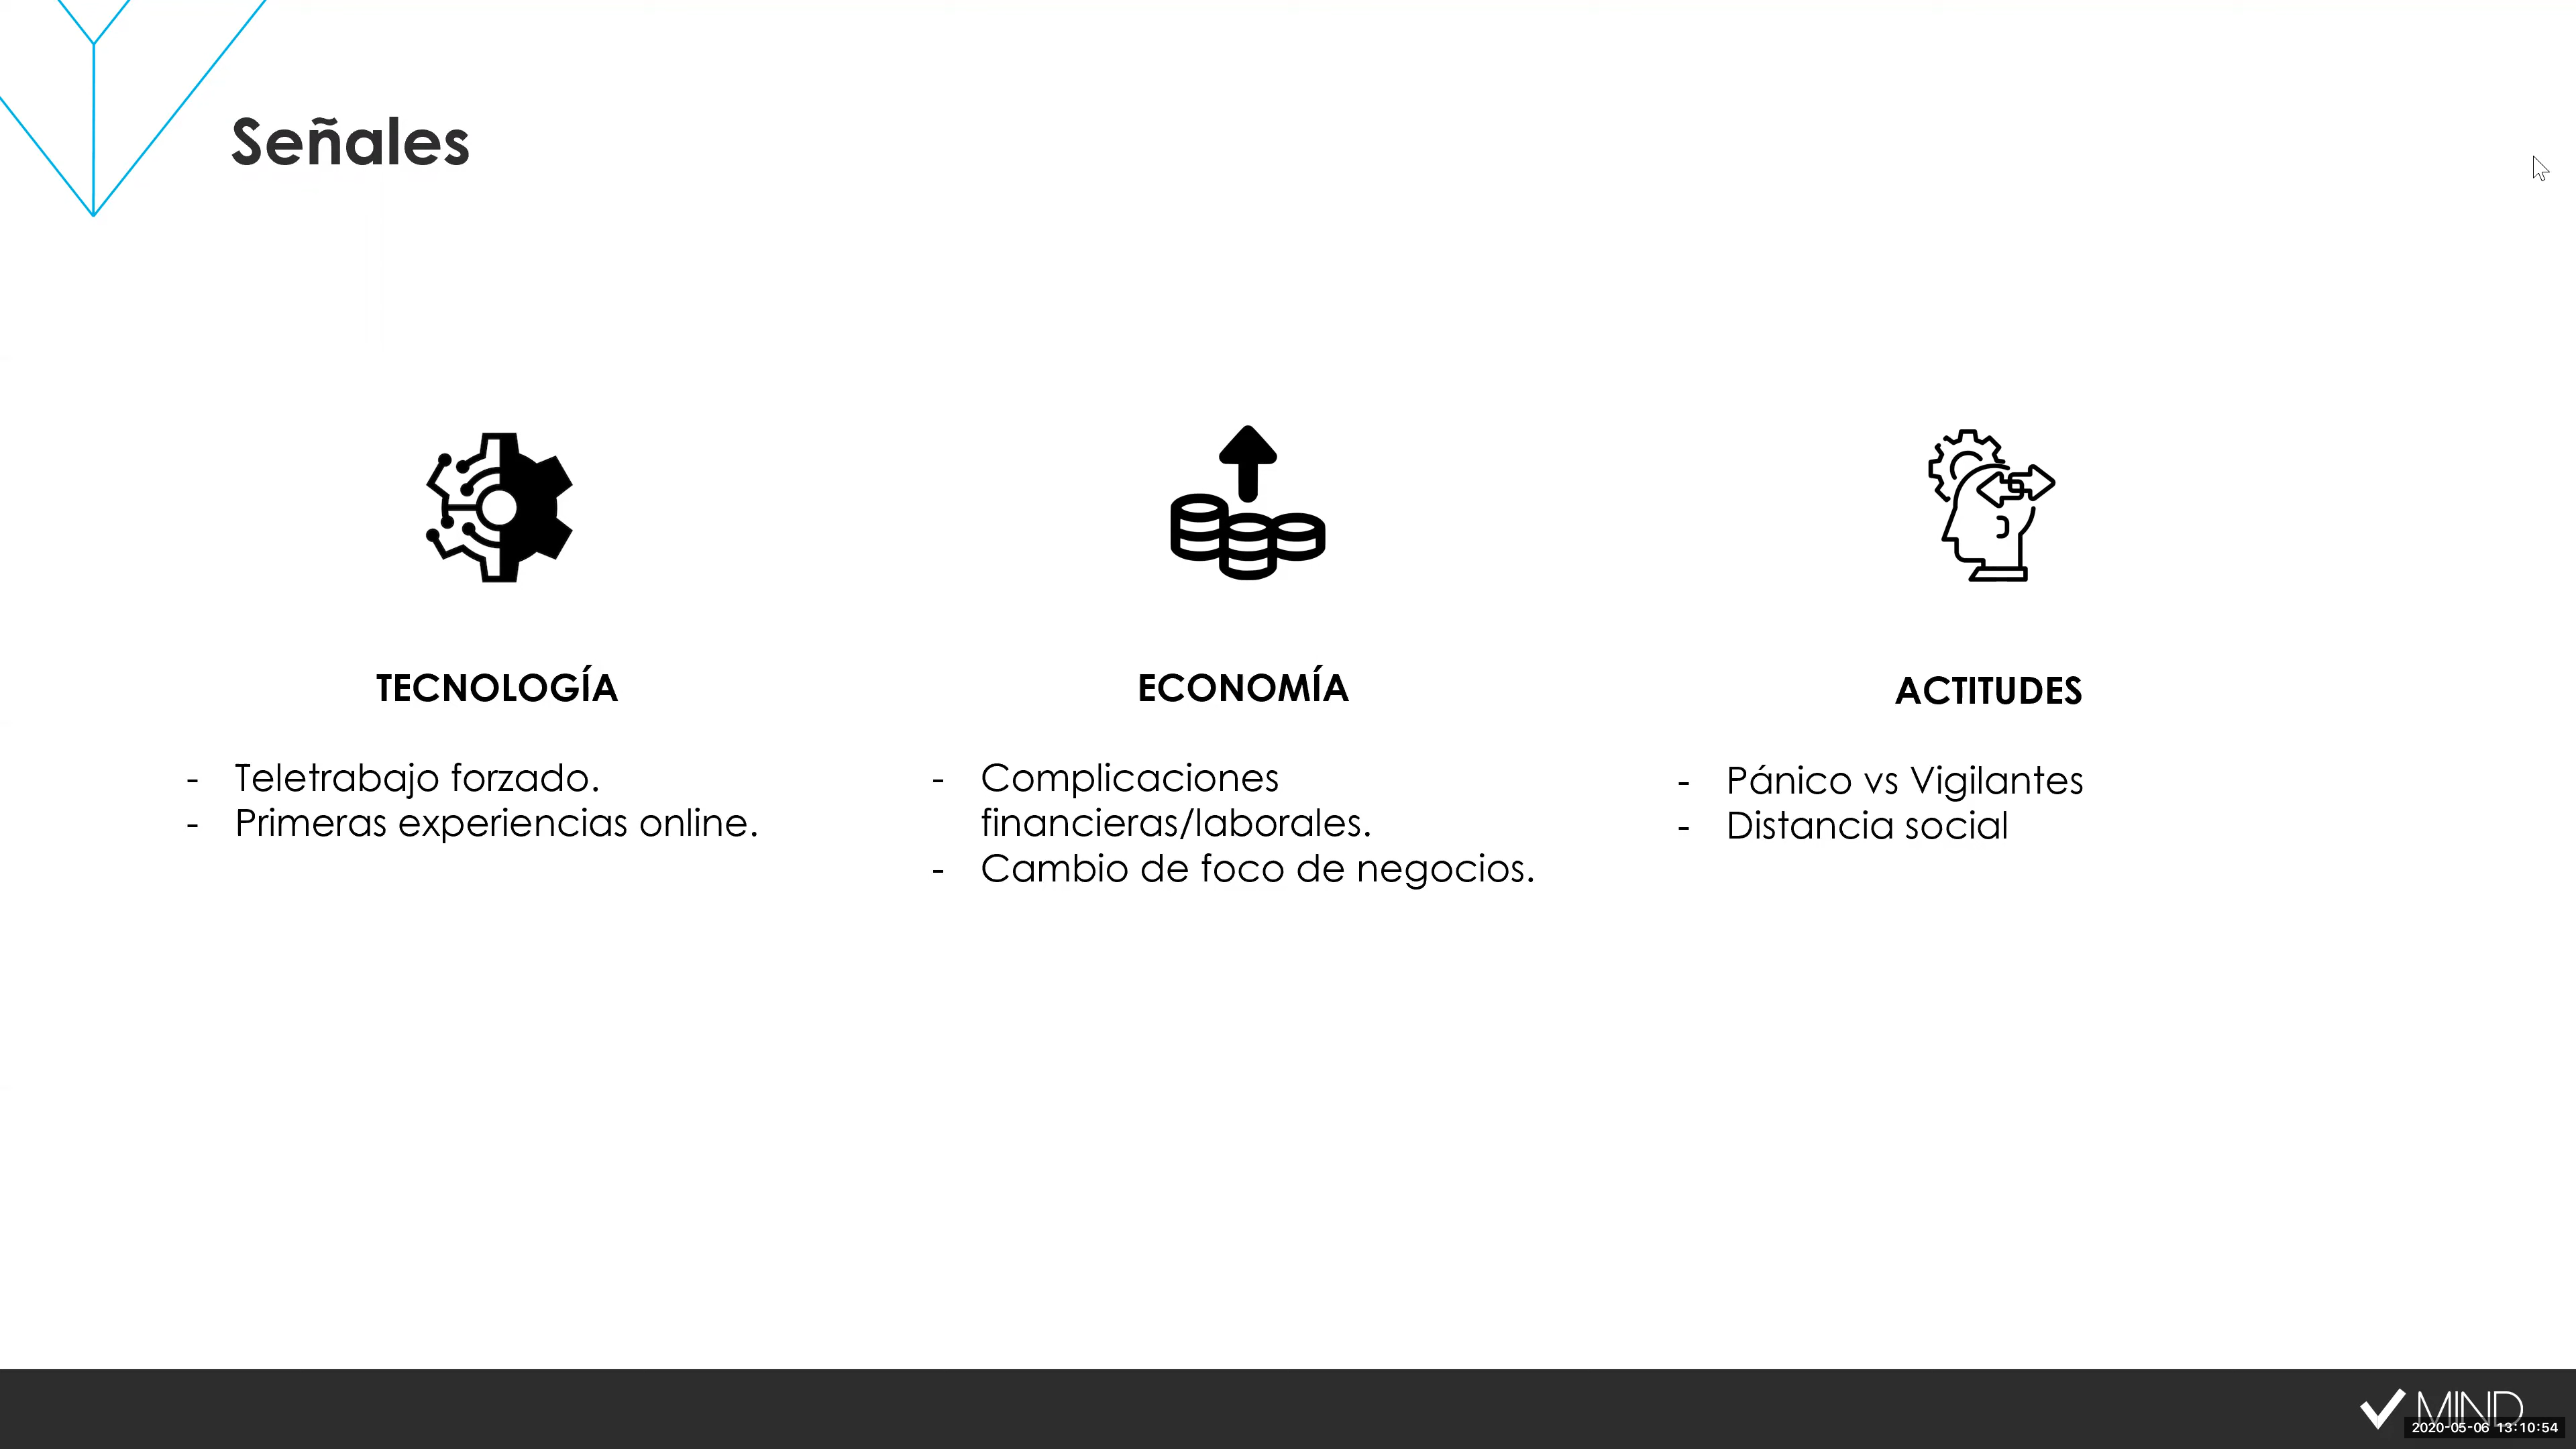 Señales
TECNOLOGÍA
- Teletrabajo forzado.
- Primeras experiencias online.
ECONOMÍA
- Complicaciones
financieras/laborales.
- Cambio de foco de negocios.
ACTITUDES
- Pánico vs Vigilantes
- Distancia social
MIND
2020-05-06 13:10:54